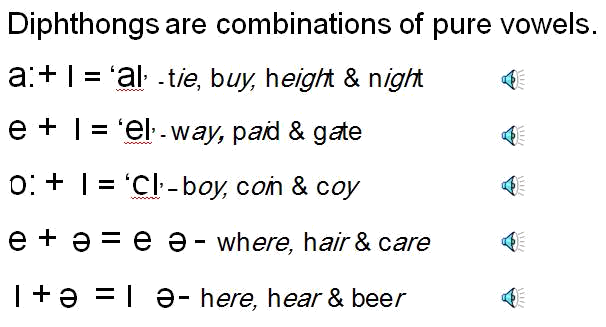 Diphthongs are combinations of pure vowels.
a:+ I = ‘aI’ -tie, buy, height & night
e + I = ‘eI’- way, paid & gate
ɔ: + I = ‘ɔI’– boy, coin & coy
e + ə = e ə - where, hair & care
I + ə = I ə- here, hear & beer